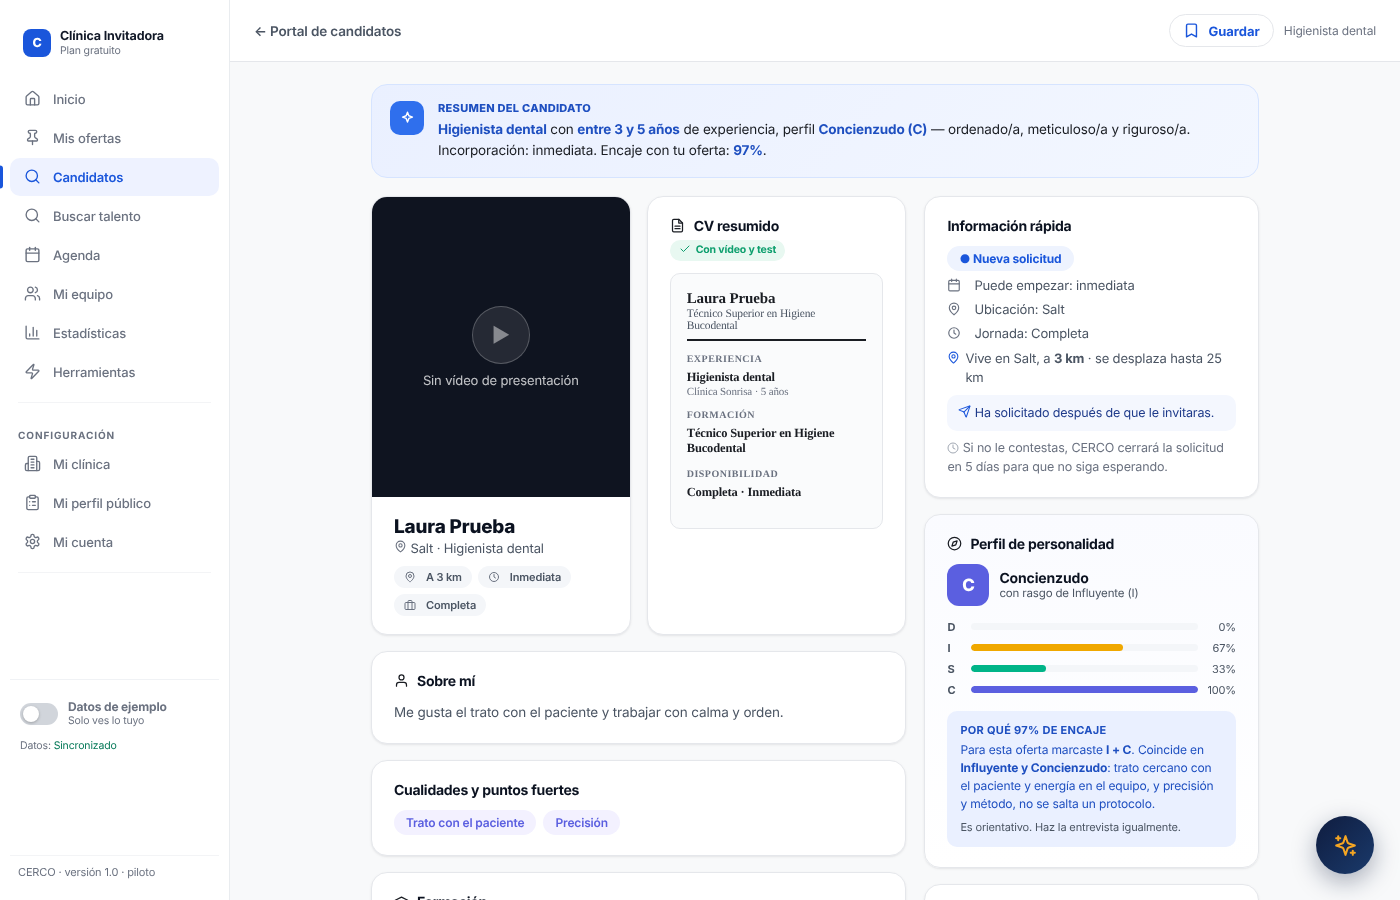 C
Clínica Invitadora
Plan gratuito
Inicio
Mis ofertas
Candidatos
Buscar talento
Agenda
Mi equipo
Estadísticas
Herramientas
CONFIGURACIÓN
Mi clínica
Mi perfil público
Mi cuenta
Datos de ejemplo
Solo ves lo tuyo
Datos: Sincronizado
CERCO · versión 1.0 · piloto
← Portal de candidatos
Guardar
Higienista dental
RESUMEN DEL CANDIDATO
Higienista dental con entre 3 y 5 años de experiencia, perfil Concienzudo (C) — ordenado/a, meticuloso/a y riguroso/a.
Incorporación: inmediata. Encaje con tu oferta: 97%.
Sin vídeo de presentación
Laura Prueba
Salt · Higienista dental
A 3 km
Inmediata
Completa
CV resumido
Con vídeo y test
Laura Prueba
Técnico Superior en Higiene
Bucodental
EXPERIENCIA
Higienista dental
Clínica Sonrisa · 5 años
FORMACIÓN
Técnico Superior en Higiene
Bucodental
DISPONIBILIDAD
Completa · Inmediata
Sobre mí
Me gusta el trato con el paciente y trabajar con calma y orden.
Cualidades y puntos fuertes
Trato con el paciente
Precisión
Formación
Información rápida
Nueva solicitud
Puede empezar: inmediata
Ubicación: Salt
Jornada: Completa
Vive en Salt, a 3 km · se desplaza hasta 25
km
Ha solicitado después de que le invitaras.
Si no le contestas, CERCO cerrará la solicitud
en 5 días para que no siga esperando.
Perfil de personalidad
C
Concienzudo
con rasgo de Influyente (I)
D 0%
I 67%
S 33%
C 100%
POR QUÉ 97% DE ENCAJE
Para esta oferta marcaste I + C. Coincide en
Influyente y Concienzudo: trato cercano con
el paciente y energía en el equipo, y precisión
y método, no se salta un protocolo.
Es orientativo. Haz la entrevista igualmente.